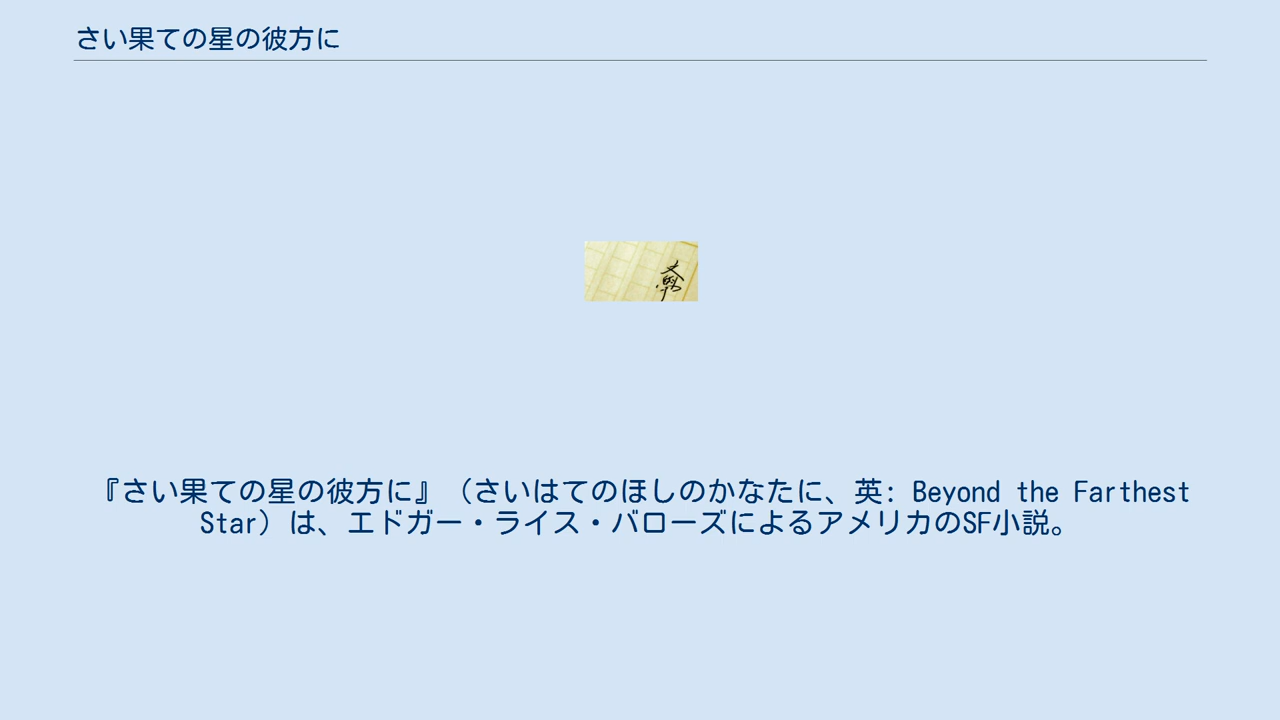 さい果ての星の彼方に
『さい果ての星の彼方に』（さいはてのほしのかなたに、英: Beyond the Farthest
Star）は、エドガー・ライス・バローズによるアメリカのSF小説。